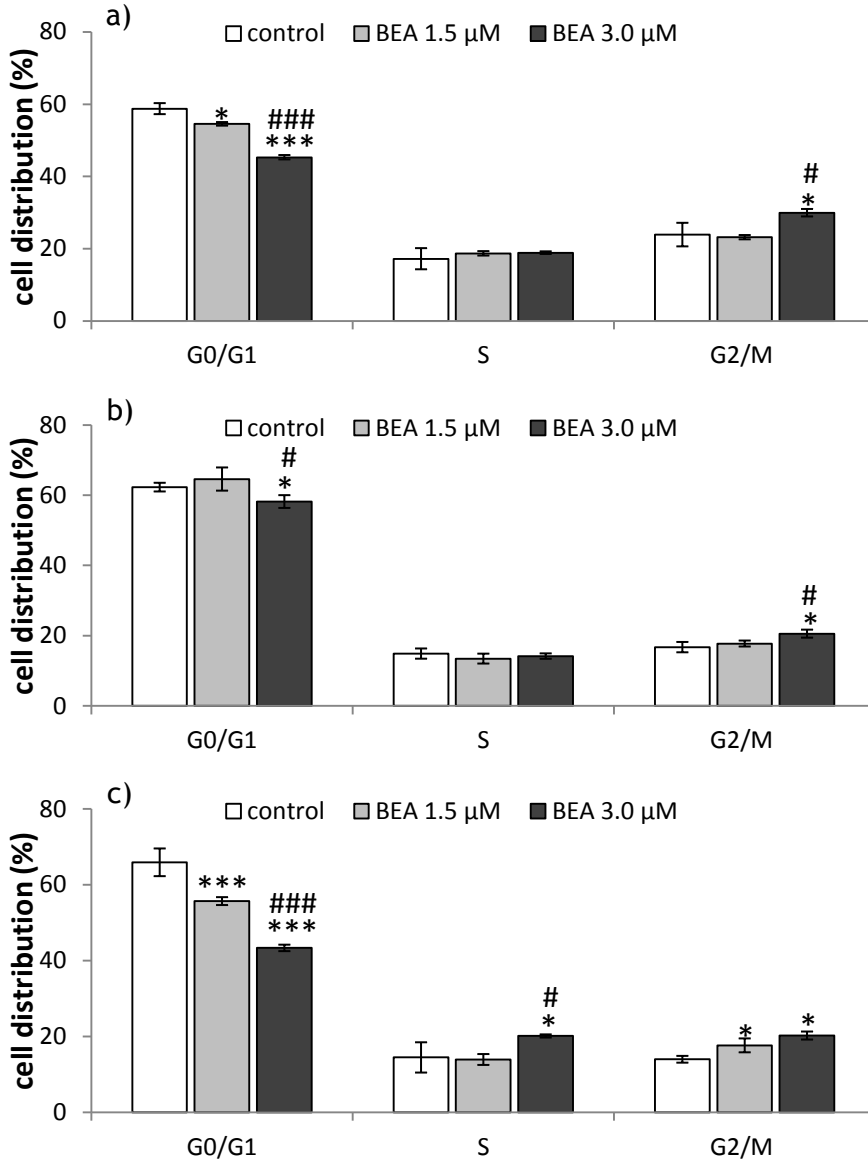 a)
control BEA 1.5 µM BEA 3.0 µM
cell distribution (%)
80
60
40
20
0
* ### ***
# *
G0/G1 S G2/M
b)
control BEA 1.5 µM BEA 3.0 µM
cell distribution (%)
80
60
40
20
0
# *
# *
G0/G1 S G2/M
c)
control BEA 1.5 µM BEA 3.0 µM
cell distribution (%)
80
60
40
20
0
*** ### ***
# *
* *
G0/G1 S G2/M